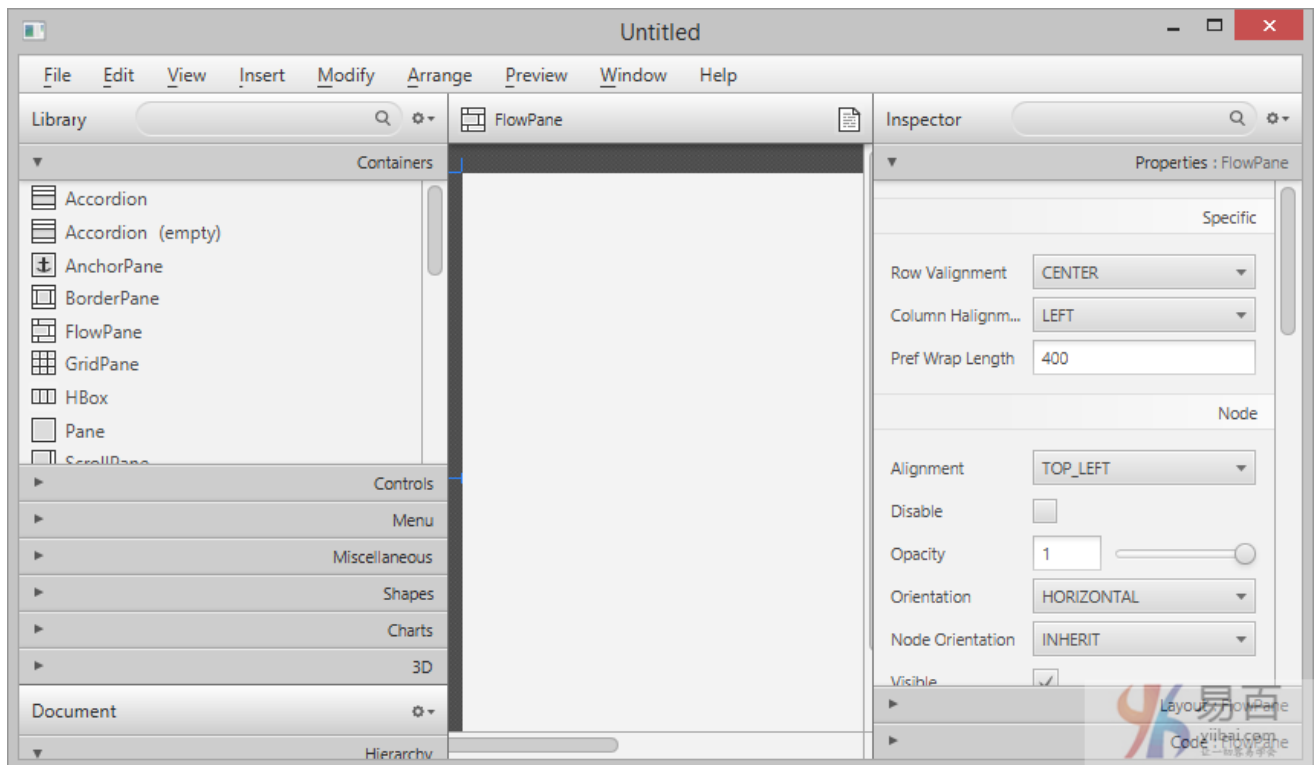 Untitled
File Edit View Insert Modify Arrange Preview Window Help
Library
FlowPane
Inspector
Containers
Properties : FlowPane
Accordion
Accordion (empty)
AnchorPane
BorderPane
FlowPane
GridPane
HBox
Pane
ScrollPane
Controls
Menu
Miscellaneous
Shapes
Charts
3D
Document
Hierarchy
Specific
Row Valignment CENTER
Column Halignm... LEFT
Pref Wrap Length 400
Node
Alignment TOP_LEFT
Disable
Opacity 1
Orientation HORIZONTAL
Node Orientation INHERIT
Visible
Layout : FlowPane
Code : FlowPane
易百
yiibai.com